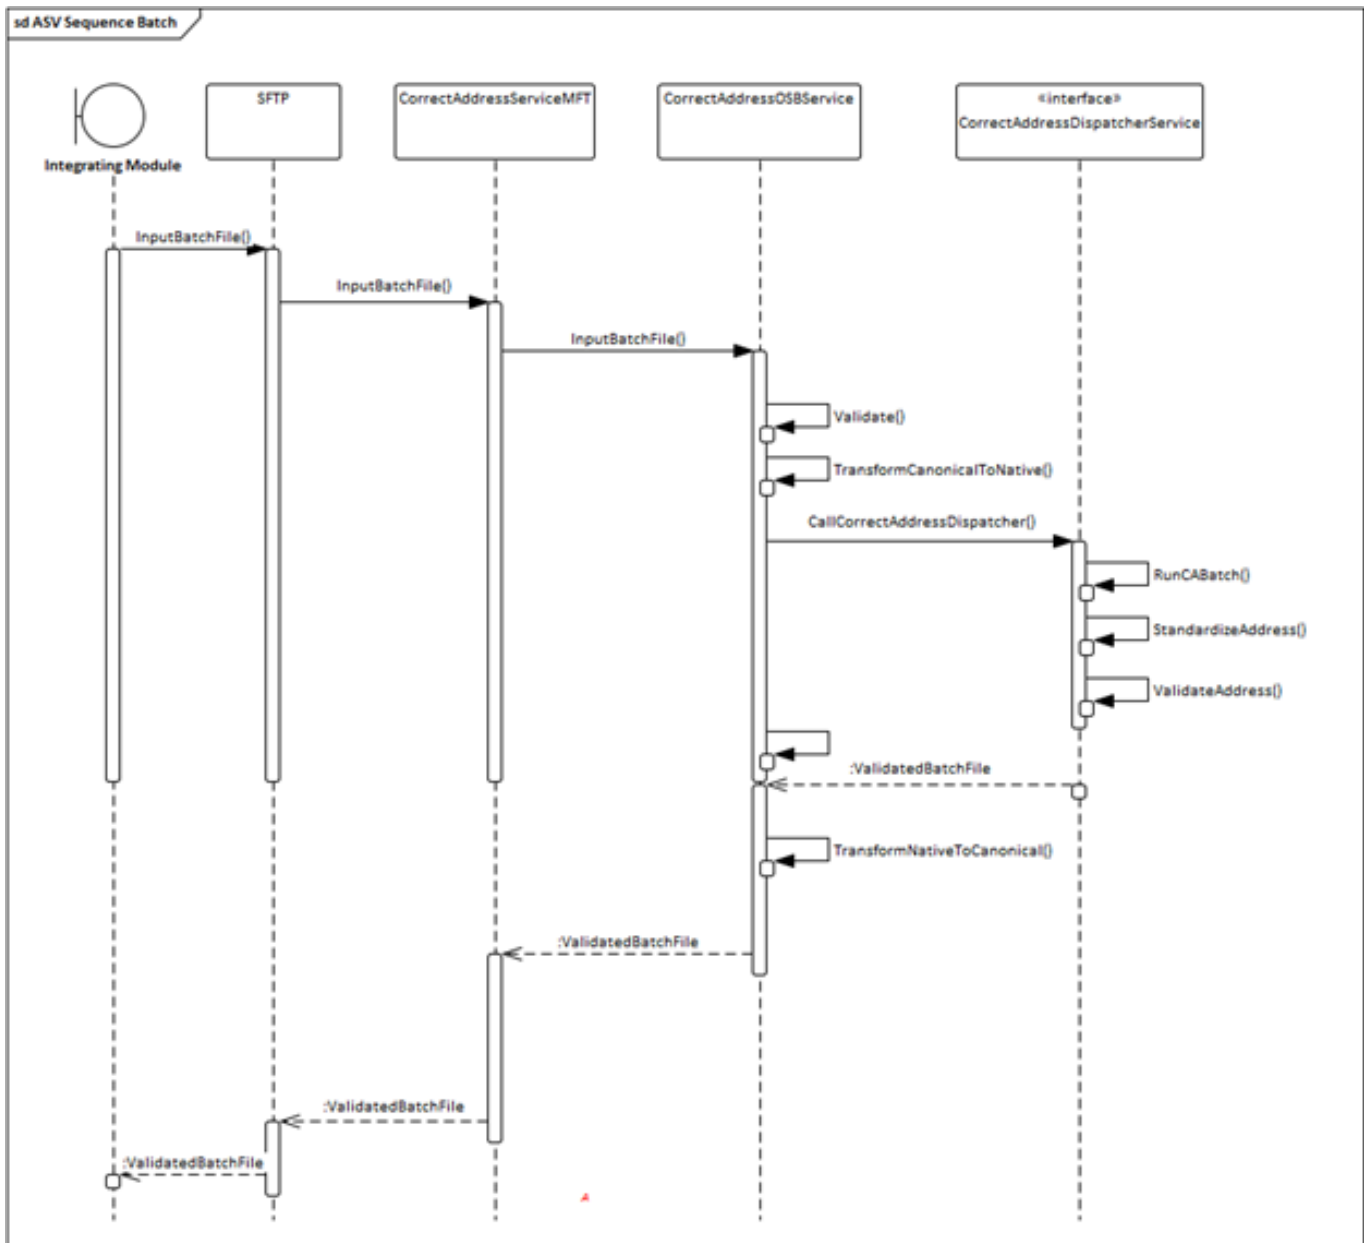 sd ASV Sequence Batch
Integrating Module
SFTP
CorrectAddressServiceMFT
CorrectAddressOSBService
«interface»
CorrectAddressDispatcherService
InputBatchFile()
InputBatchFile()
InputBatchFile()
Validate()
TransformCanonicalToNative()
CallCorrectAddressDispatcher()
RunCABatch()
StandardizeAddress()
ValidateAddress()
:ValidatedBatchFile
TransformNativeToCanonical()
:ValidatedBatchFile
:ValidatedBatchFile
:ValidatedBatchFile
A